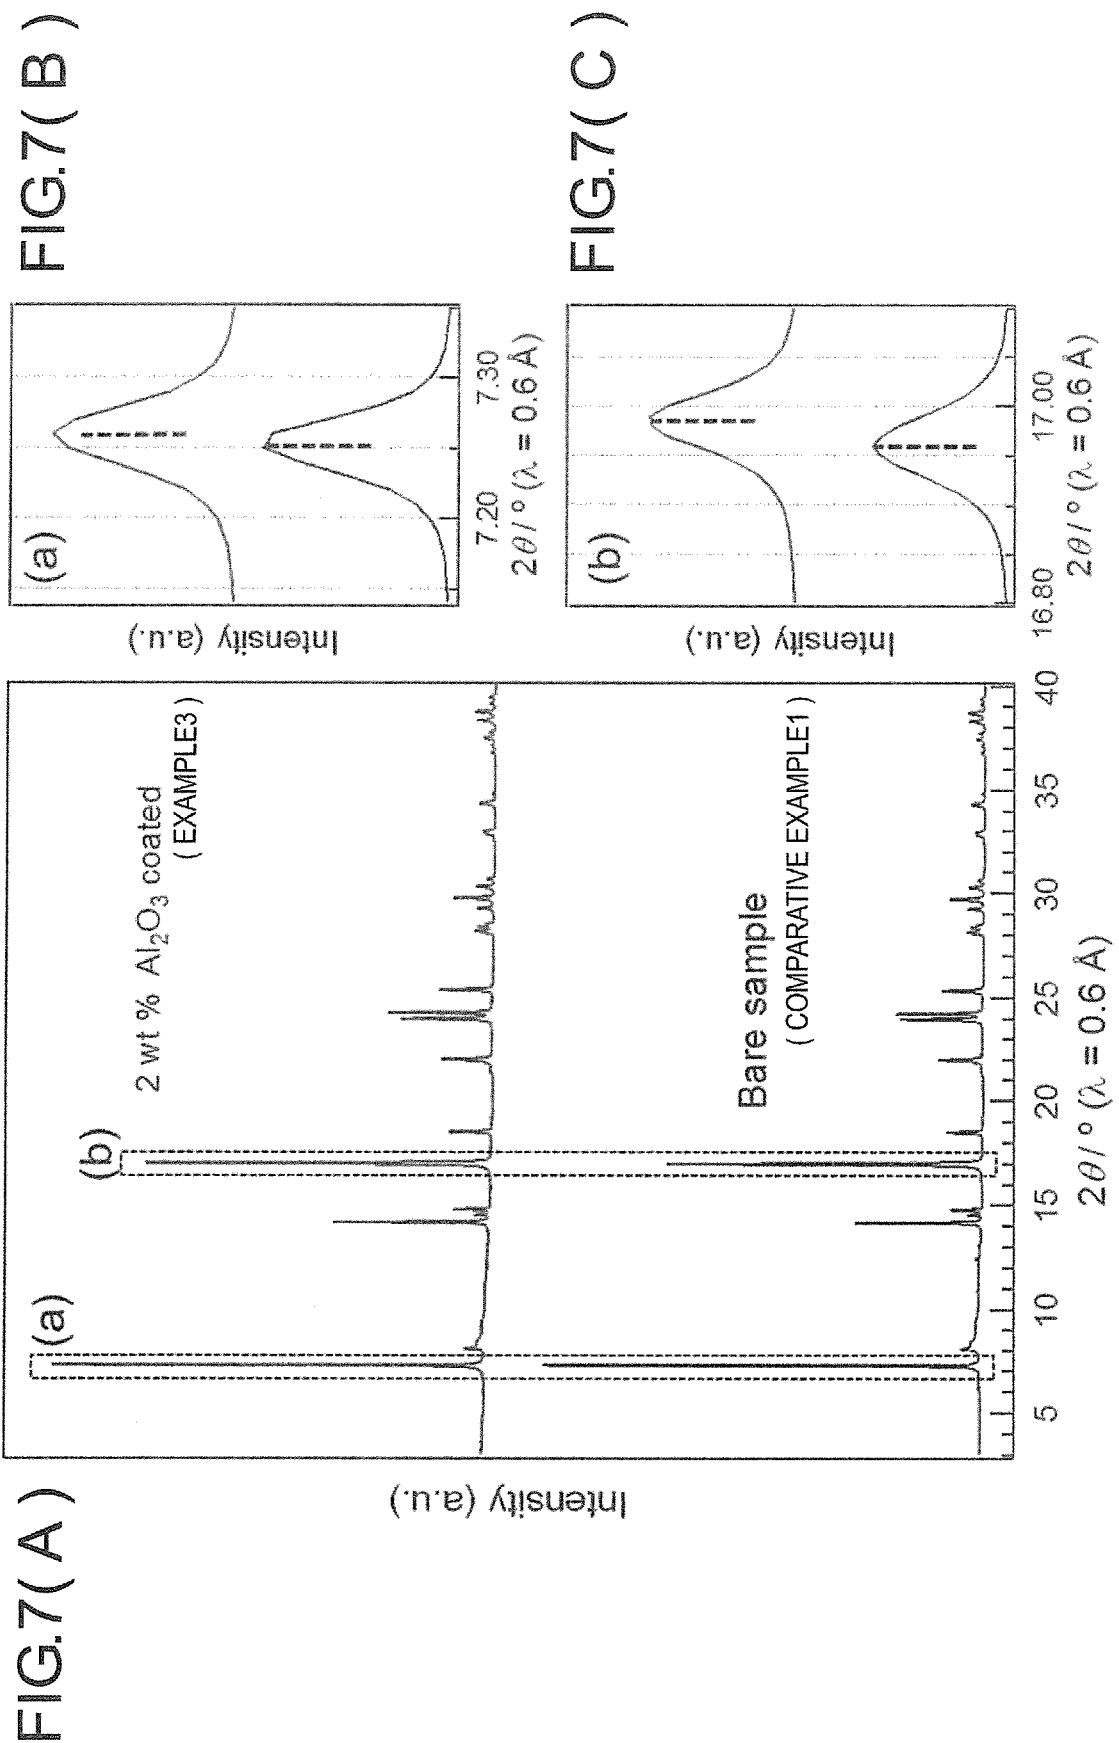 FIG.7( A )
Intensity (a.u.)
(a)
(b)
2 wt % Al₂O₃ coated
( EXAMPLE3 )
Bare sample
( COMPARATIVE EXAMPLE1 )
5 10 15 20 25 30 35 40
2θ/° (λ = 0.6 Å)
FIG.7( B )
(a)
Intensity (a.u.)
7.20 7.30
2θ/° (λ = 0.6 Å)
FIG.7( C )
(b)
Intensity (a.u.)
16.80 17.00
2θ/° (λ = 0.6 Å)